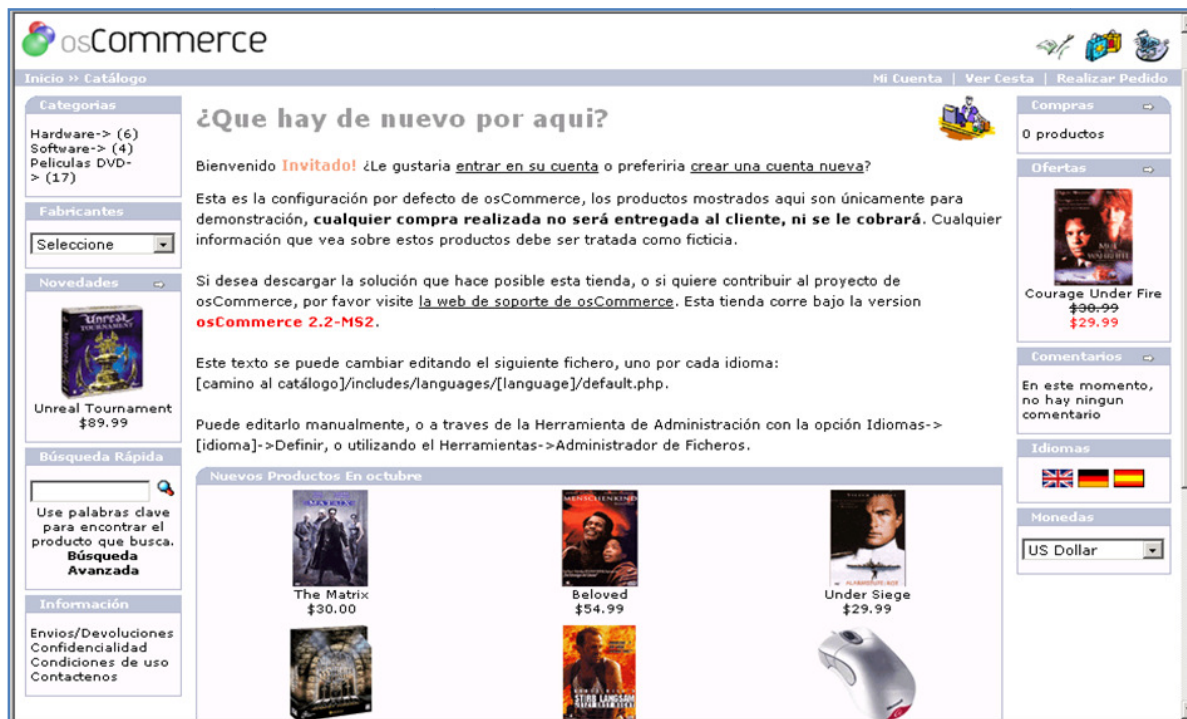 osCommerce
Inicio » Catálogo
Mi Cuenta | Ver Cesta | Realizar Pedido
Categorias
Hardware-> (6)
Software-> (4)
Peliculas DVD-
> (17)
Fabricantes
Seleccione
Novedades
Unreal
TOURNAMENT
Unreal Tournament
$89.99
Búsqueda Rápida
Use palabras clave
para encontrar el
producto que busca.
Búsqueda
Avanzada
Información
Envios/Devoluciones
Confidencialidad
Condiciones de uso
Contactenos
¿Que hay de nuevo por aqui?
Bienvenido Invitado! ¿Le gustaria entrar en su cuenta o preferiria crear una cuenta nueva?
Esta es la configuración por defecto de osCommerce, los productos mostrados aqui son únicamente para
demonstración, cualquier compra realizada no será entregada al cliente, ni se le cobrará. Cualquier
información que vea sobre estos productos debe ser tratada como ficticia.
Si desea descargar la solución que hace posible esta tienda, o si quiere contribuir al proyecto de
osCommerce, por favor visite la web de soporte de osCommerce. Esta tienda corre bajo la version
osCommerce 2.2-MS2.
Este texto se puede cambiar editando el siguiente fichero, uno por cada idioma:
[camino al catálogo]/includes/languages/[language]/default.php.
Puede editarlo manualmente, o a traves de la Herramienta de Administración con la opción Idiomas->
[idioma]->Definir, o utilizando el Herramientas->Administrador de Ficheros.
Nuevos Productos En octubre
MATRIX
The Matrix
$30.00
MENSCHENKIND
Beloved
$54.99
Under Siege
$29.99
STIRB LANGSAM
Compras
0 productos
Ofertas
Courage Under Fire
$30.99
$29.99
Comentarios
En este momento,
no hay ningun
comentario
Idiomas
Monedas
US Dollar